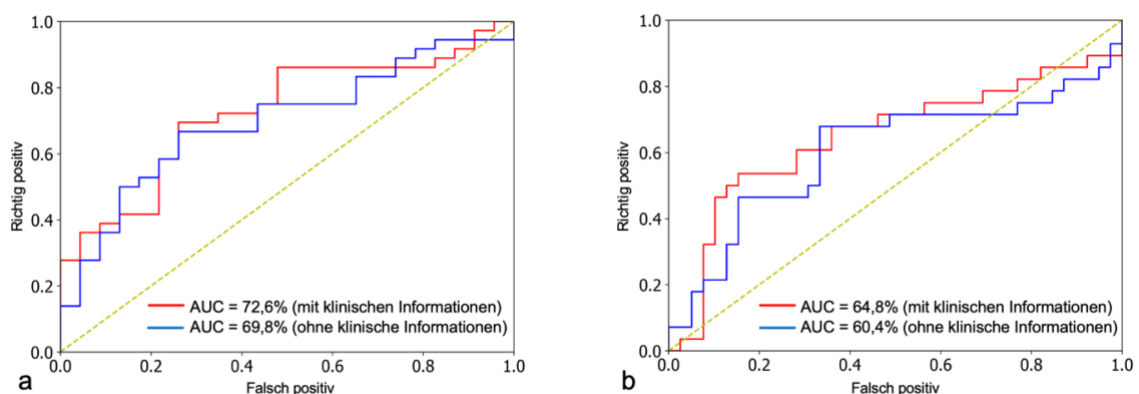 1.0
0.8
0.6
0.4
0.2
0.0
Richtig positiv
AUC = 72,6% (mit klinischen Informationen)
AUC = 69,8% (ohne klinische Informationen)
0.0 0.2 0.4 0.6 0.8 1.0
Falsch positiv
a
1.0
0.8
0.6
0.4
0.2
0.0
Richtig positiv
AUC = 64,8% (mit klinischen Informationen)
AUC = 60,4% (ohne klinische Informationen)
0.0 0.2 0.4 0.6 0.8 1.0
Falsch positiv
b